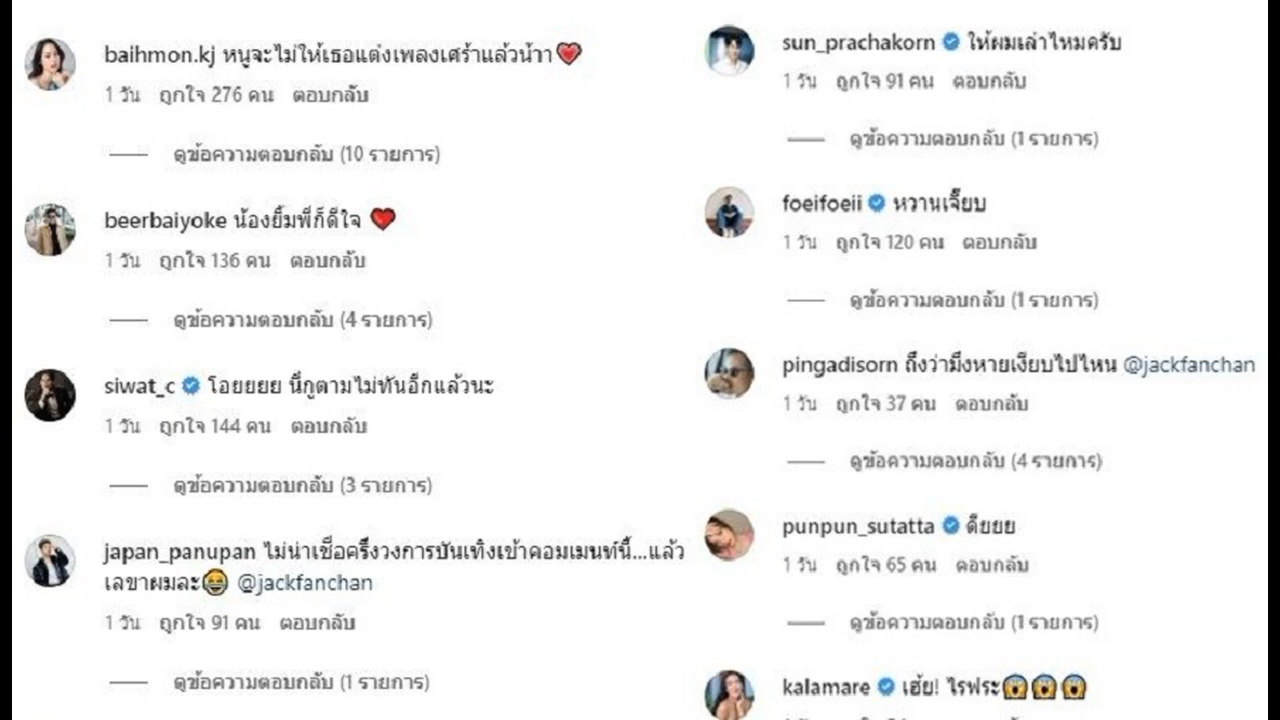 baihmon.kj หนูจะไม่ให้เธอแต่งเพลงเศร้าแล้วน้าา❤️
1 วัน ถูกใจ 276 คน ตอบกลับ
ดูข้อความตอบกลับ (10 รายการ)
beerbaiyoke น้องยิ้มพี่ก็ดีใจ ❤️
1 วัน ถูกใจ 136 คน ตอบกลับ
ดูข้อความตอบกลับ (4 รายการ)
siwat_c โอยยยย นี่กูตามไม่ทันอีกแล้วนะ
1 วัน ถูกใจ 144 คน ตอบกลับ
ดูข้อความตอบกลับ (3 รายการ)
japan_panupan ไม่น่าเชื่อครึ่งวงการบันเทิงเข้าคอมเมนท์นี้...แล้ว
เลขาผมละ😂 @jackfanchan
1 วัน ถูกใจ 91 คน ตอบกลับ
ดูข้อความตอบกลับ (1 รายการ)
sun_prachakorn ให้ผมเล่าไหมครับ
1 วัน ถูกใจ 91 คน ตอบกลับ
ดูข้อความตอบกลับ (1 รายการ)
foeifoeii หวานเจี๊ยบ
1 วัน ถูกใจ 120 คน ตอบกลับ
ดูข้อความตอบกลับ (1 รายการ)
pingadisorn ถึงว่ามึงหายเงียบไปไหน @jackfanchan
1 วัน ถูกใจ 37 คน ตอบกลับ
ดูข้อความตอบกลับ (4 รายการ)
punpun_sutatta ดียยย
1 วัน ถูกใจ 65 คน ตอบกลับ
ดูข้อความตอบกลับ (1 รายการ)
kalamare เฮ้ย! ไรฟระ😱😱😱